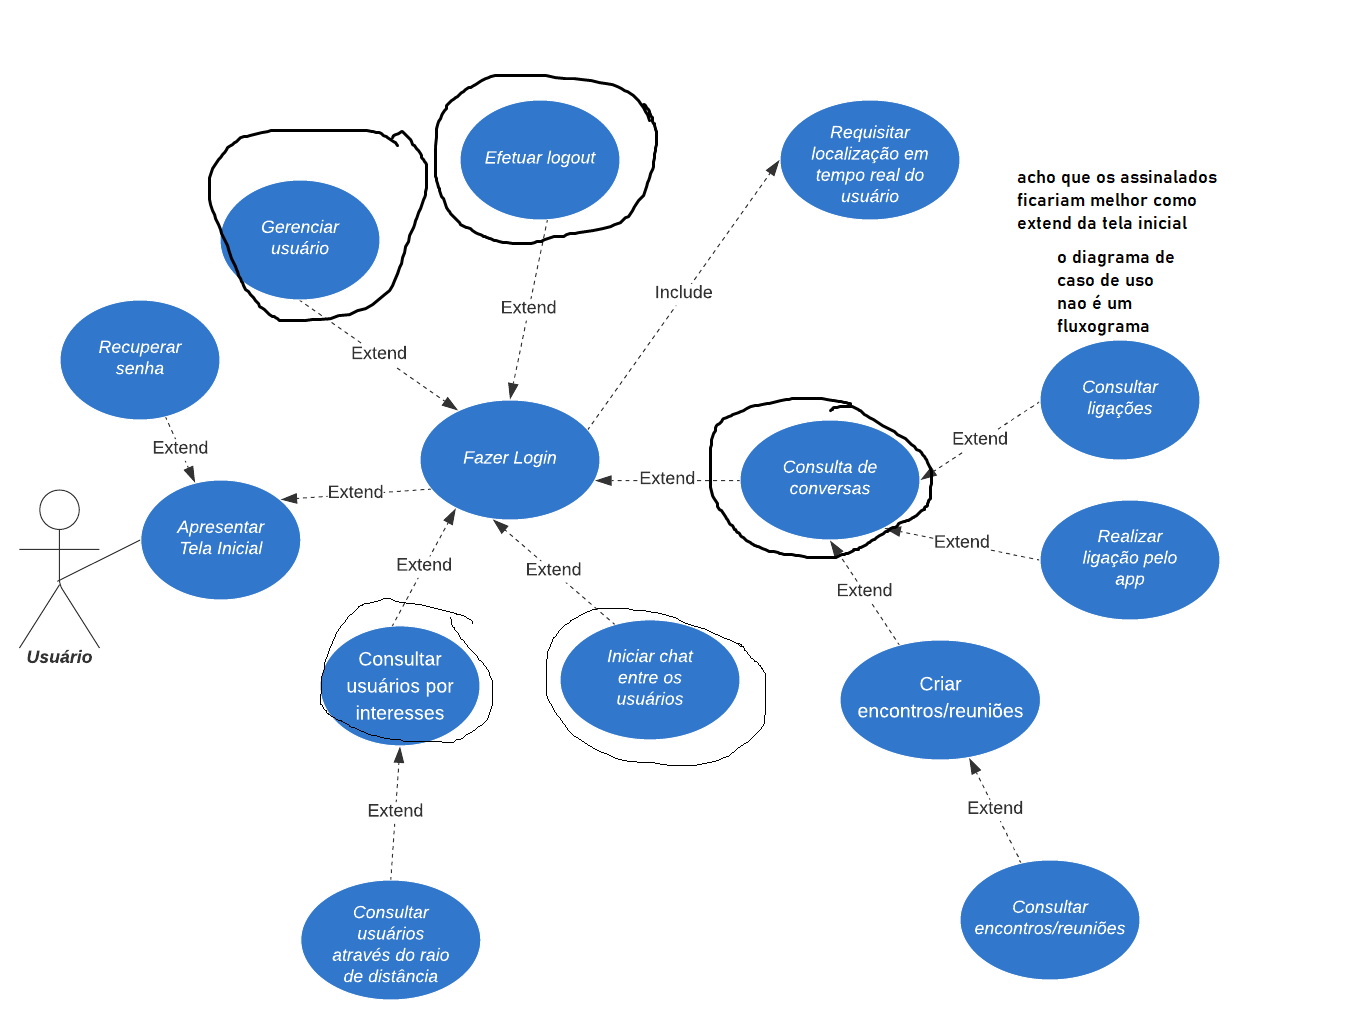 Efetuar logout
Requisitar
localização em
tempo real do
usuário
acho que os assinalados
ficariam melhor como
extend da tela inicial
o diagrama de
caso de uso
nao é um
fluxograma
Gerenciar
usuário
Include
Extend
Extend
Recuperar
senha
Extend
Fazer Login
Consultar
ligações
Extend
Extend
Consulta de
conversas
Extend
Extend
Apresentar
Tela Inicial
Realizar
ligação pelo
app
Extend
Extend
Extend
Extend
Usuário
Consultar
usuários por
interesses
Iniciar chat
entre os
usuários
Criar
encontros/reuniões
Extend
Extend
Consultar
usuários
através do raio
de distância
Consultar
encontros/reuniões